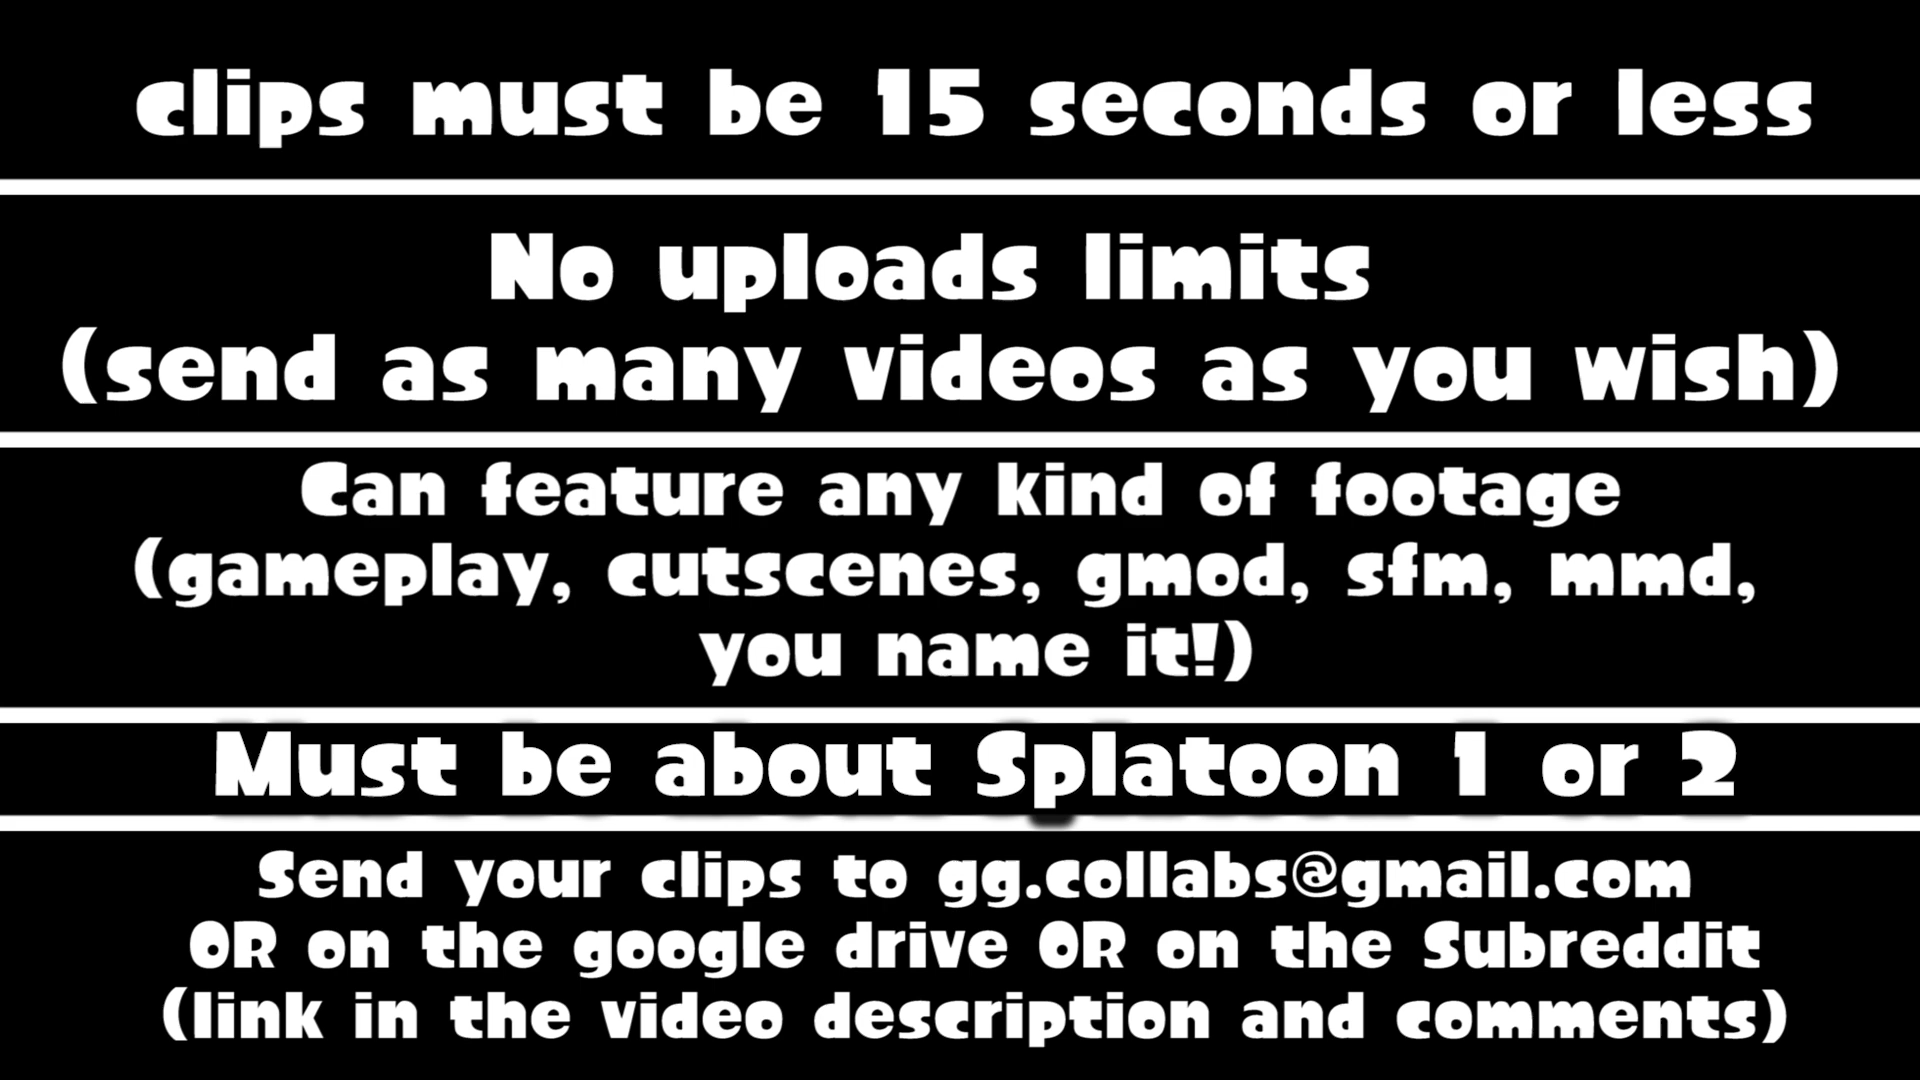 clips must be 15 seconds or less
No uploads limits
(send as many videos as you wish)
Can feature any kind of footage
(gameplay, cutscenes, gmod, sfm, mmd,
you name it!)
Must be about Splatoon 1 or 2
Send your clips to gg.collabs@gmail.com
OR on the google drive OR on the Subreddit
(link in the video description and comments)